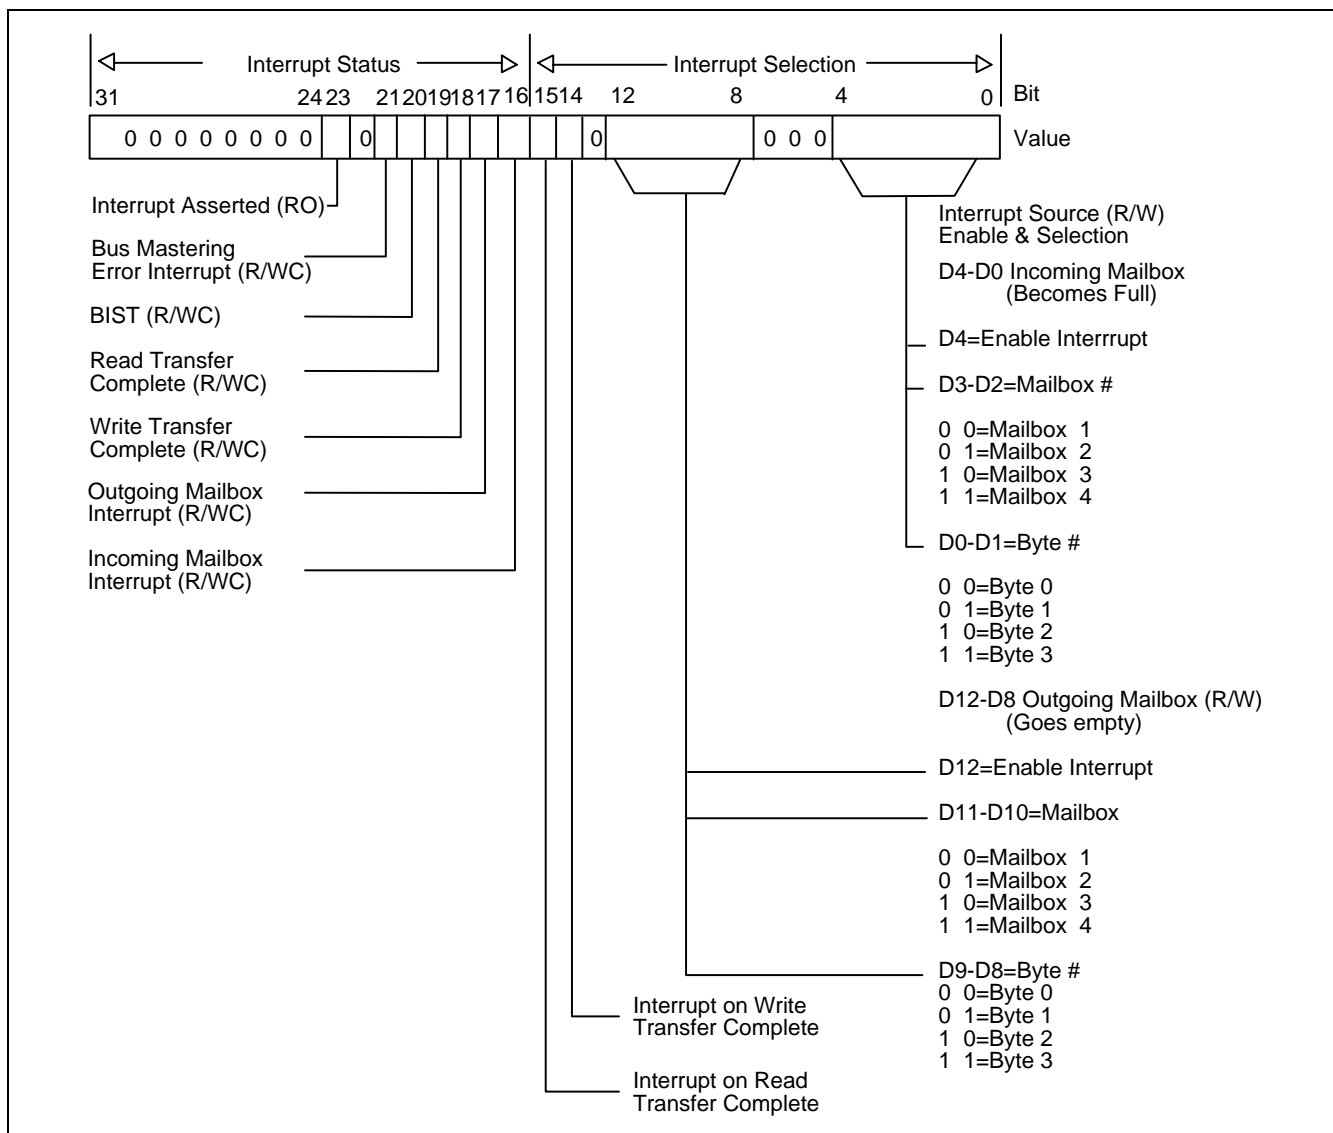 Interrupt Status Interrupt Selection
31 24 23 21 20 19 18 17 16 15 14 12 8 4 0 Bit
0 0 0 0 0 0 0 0 0 0 0 0 0 Value
Interrupt Asserted (RO)
Bus Mastering
Error Interrupt (R/WC)
BIST (R/WC)
Read Transfer
Complete (R/WC)
Write Transfer
Complete (R/WC)
Outgoing Mailbox
Interrupt (R/WC)
Incoming Mailbox
Interrupt (R/WC)
Interrupt Source (R/W)
Enable & Selection
D4-D0 Incoming Mailbox
(Becomes Full)
D4=Enable Interrrupt
D3-D2=Mailbox #
0 0=Mailbox 1
0 1=Mailbox 2
1 0=Mailbox 3
1 1=Mailbox 4
D0-D1=Byte #
0 0=Byte 0
0 1=Byte 1
1 0=Byte 2
1 1=Byte 3
D12-D8 Outgoing Mailbox (R/W)
(Goes empty)
D12=Enable Interrupt
D11-D10=Mailbox
0 0=Mailbox 1
0 1=Mailbox 2
1 0=Mailbox 3
1 1=Mailbox 4
D9-D8=Byte #
0 0=Byte 0
0 1=Byte 1
1 0=Byte 2
1 1=Byte 3
Interrupt on Write
Transfer Complete
Interrupt on Read
Transfer Complete